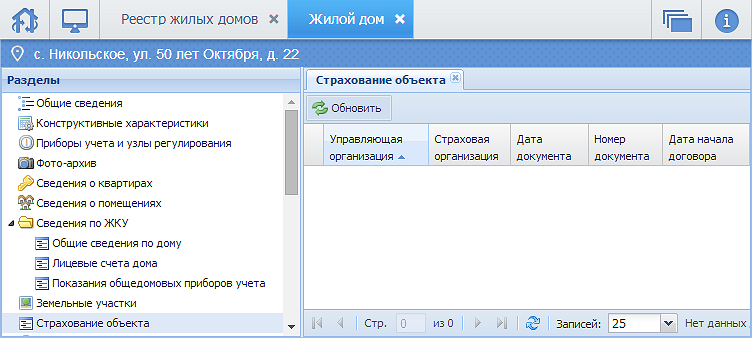 Реестр жилых домов
Жилой дом
с. Никольское, ул. 50 лет Октября, д. 22
Разделы
Общие сведения
Конструктивные характеристики
Приборы учета и узлы регулирования
Фото-архив
Сведения о квартирах
Сведения о помещениях
Сведения по ЖКУ
Общие сведения по дому
Лицевые счета дома
Показания общедомовых приборов учета
Земельные участки
Страхование объекта
Страхование объекта
Обновить
Управляющая
организация
Страховая
организация
Дата
документа
Номер
документа
Дата начала
договора
Стр. 0 из 0 Записей: 25 Нет данных